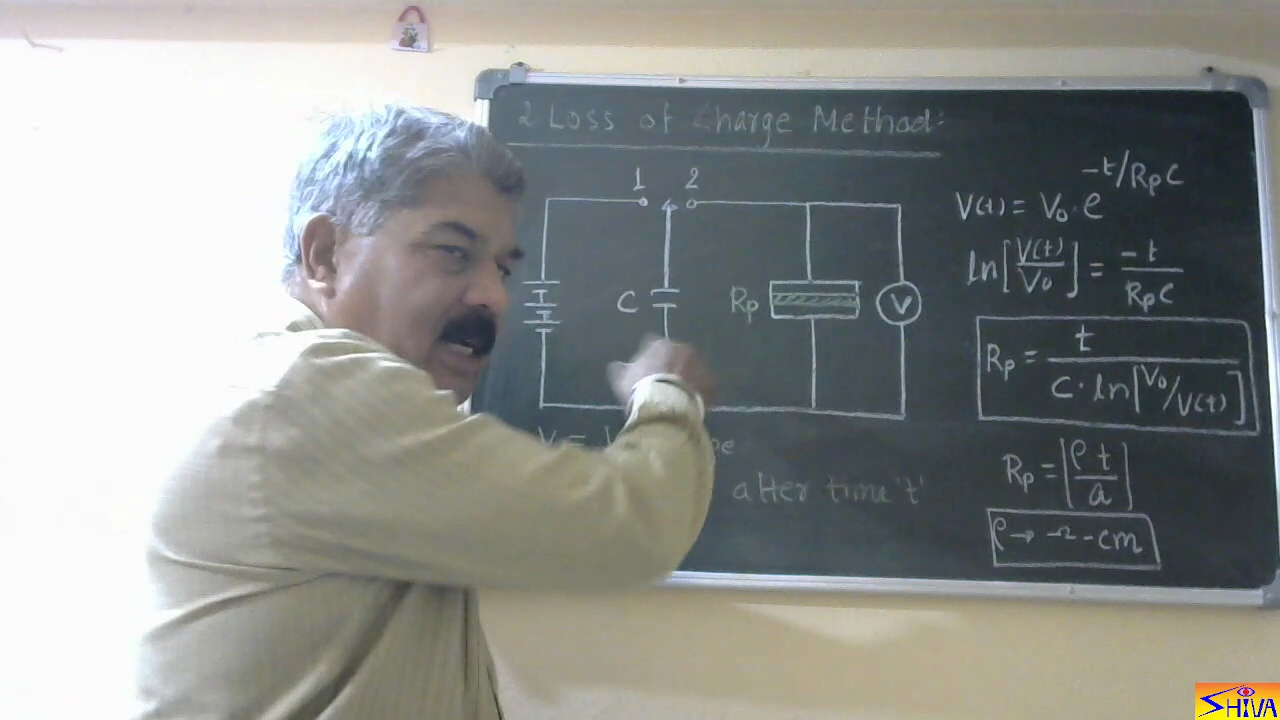 2 Loss of Charge Method:
1 2
C
Rp
V
V(t) = V₀ · e^(-t/RpC)
ln[V(t)/V₀] = -t/RpC
Rp = t/(C · ln[V₀/V(t)])
Rp = [ρ t/a]
ρ → Ω-cm
V =
after time 't'
SHIVA